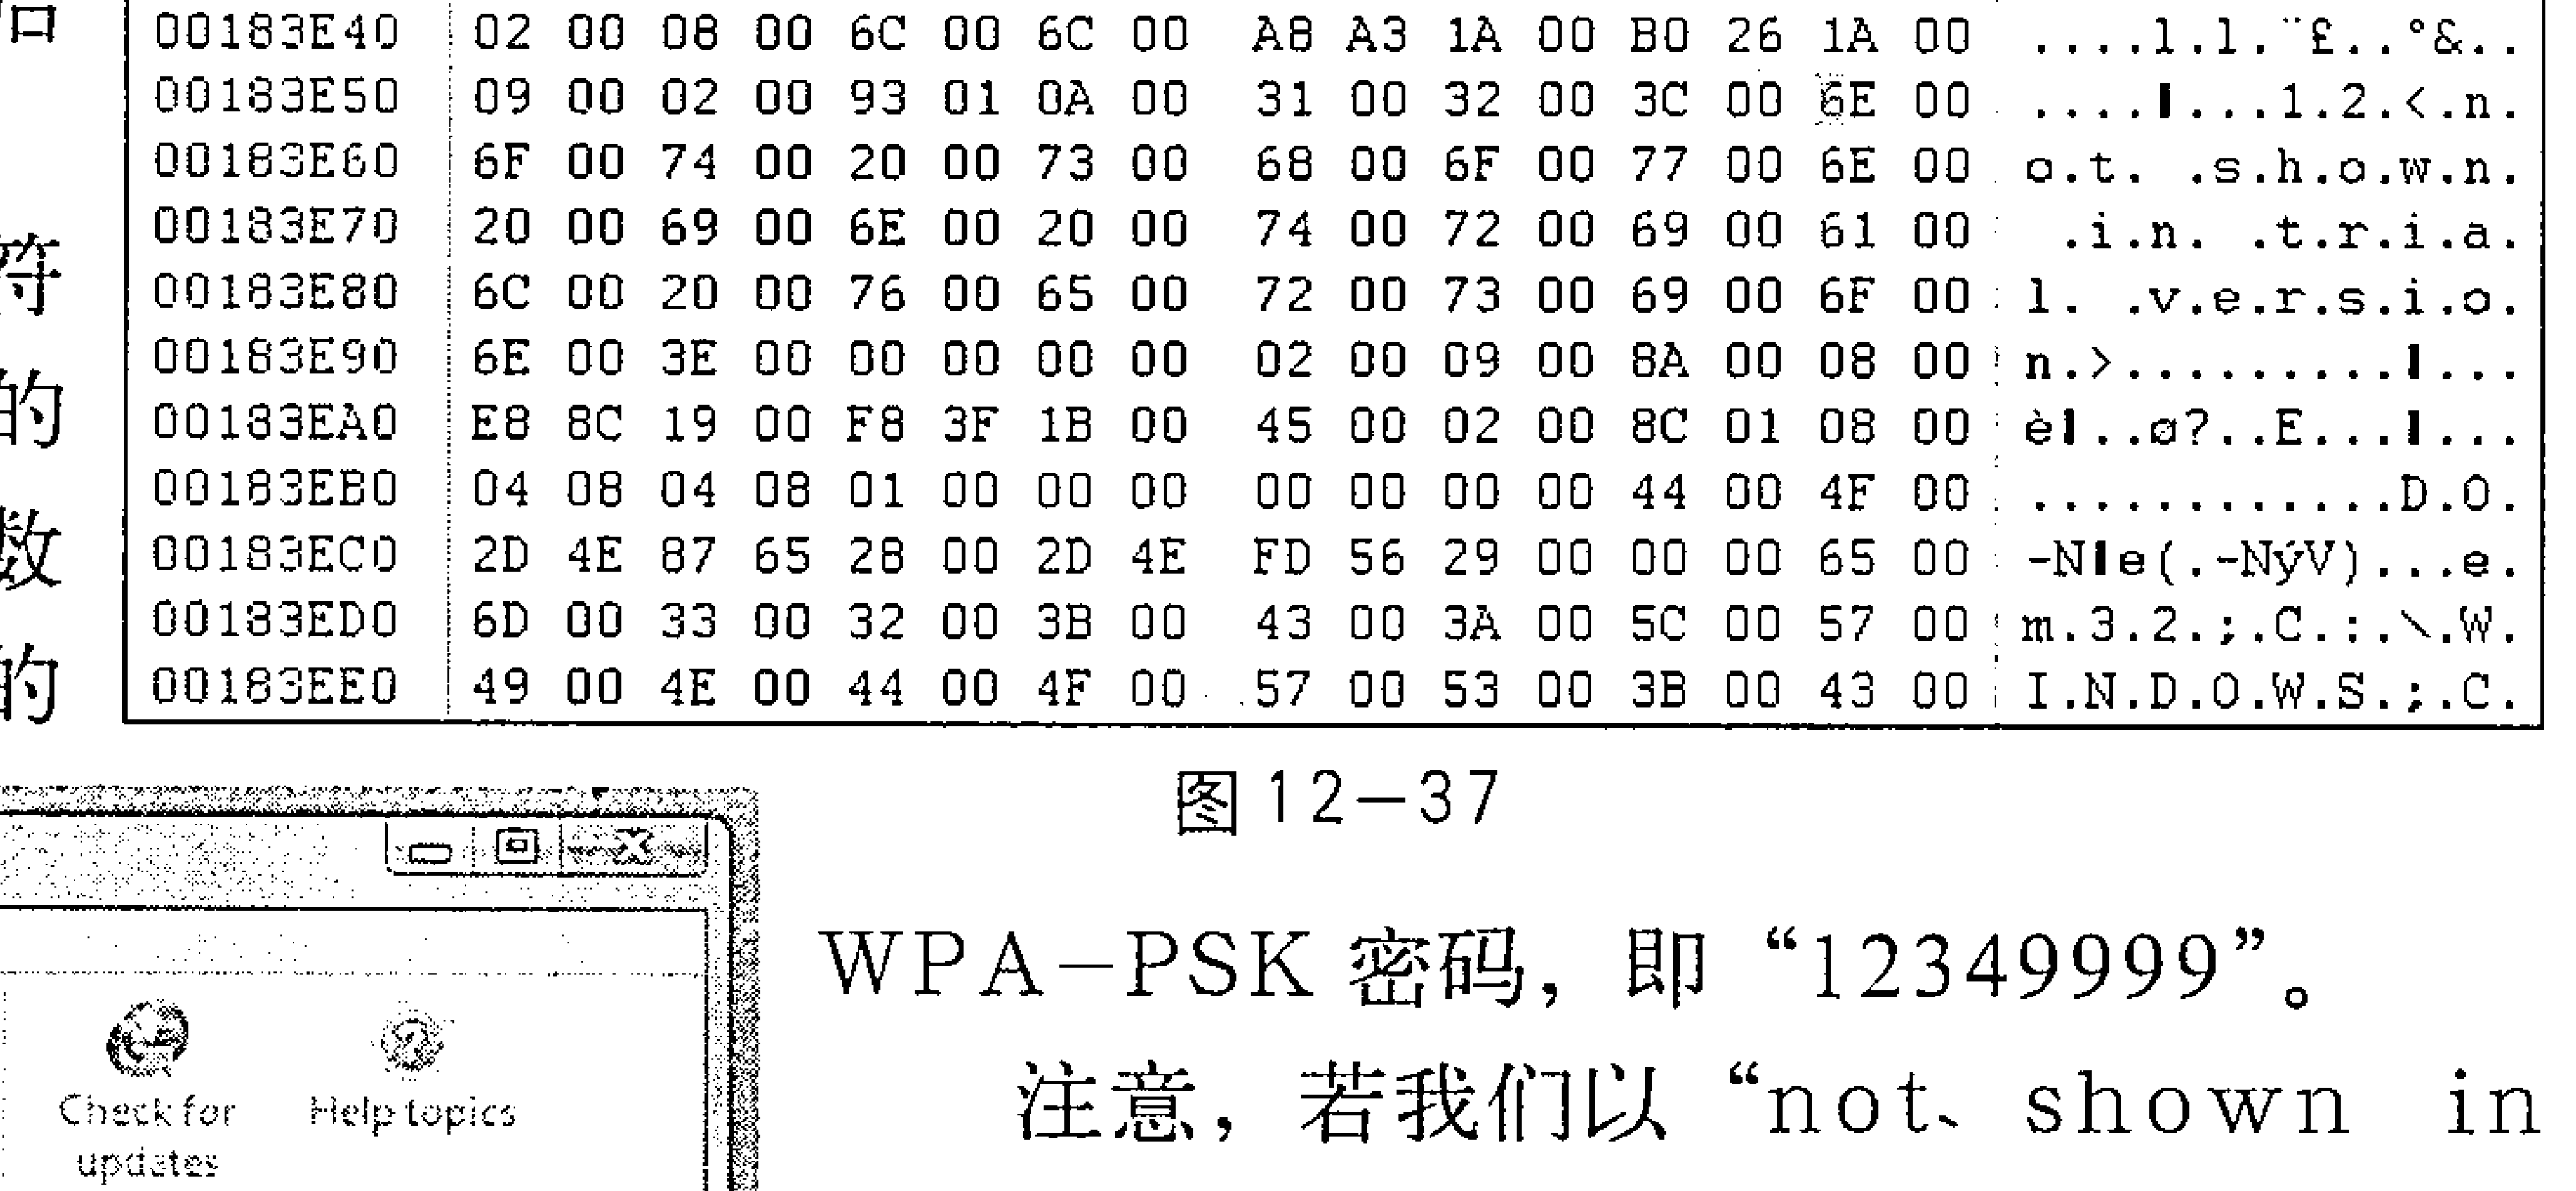 00183E40 02 00 08 00 6C 00 6C 00 A8 A3 1A 00 B0 26 1A 00 ....l.l.¨£..°&..
00183E50 09 00 02 00 93 01 0A 00 31 00 32 00 3C 00 6E 00 ....▌...1.2.<.n.
00183E60 6F 00 74 00 20 00 73 00 68 00 6F 00 77 00 6E 00 o.t. .s.h.o.w.n.
00183E70 20 00 69 00 6E 00 20 00 74 00 72 00 69 00 61 00 .i.n. .t.r.i.a.
符
00183E80 6C 00 20 00 76 00 65 00 72 00 73 00 69 00 6F 00 l. .v.e.r.s.i.o.
00183E90 6E 00 3E 00 00 00 00 00 02 00 09 00 8A 00 08 00 n.>.........▌...
的
00183EA0 E8 8C 19 00 F8 3F 1B 00 45 00 02 00 8C 01 08 00 è▌..ø?..E...▌...
00183EB0 04 08 04 08 01 00 00 00 00 00 00 00 44 00 4F 00 ............D.O.
数
00183EC0 2D 4E 87 65 28 00 2D 4E FD 56 29 00 00 00 65 00 -N▌e(.-NýV)...e.
00183ED0 6D 00 33 00 32 00 3B 00 43 00 3A 00 5C 00 57 00 m.3.2.;.C.:.\.W.
的
00183EE0 49 00 4E 00 44 00 4F 00 57 00 53 00 3B 00 43 00 I.N.D.O.W.S.;.C.
图12-37
WPA-PSK 密码，即“12349999”。
注意，若我们以“not、shown in
Check for
updates
Help topics